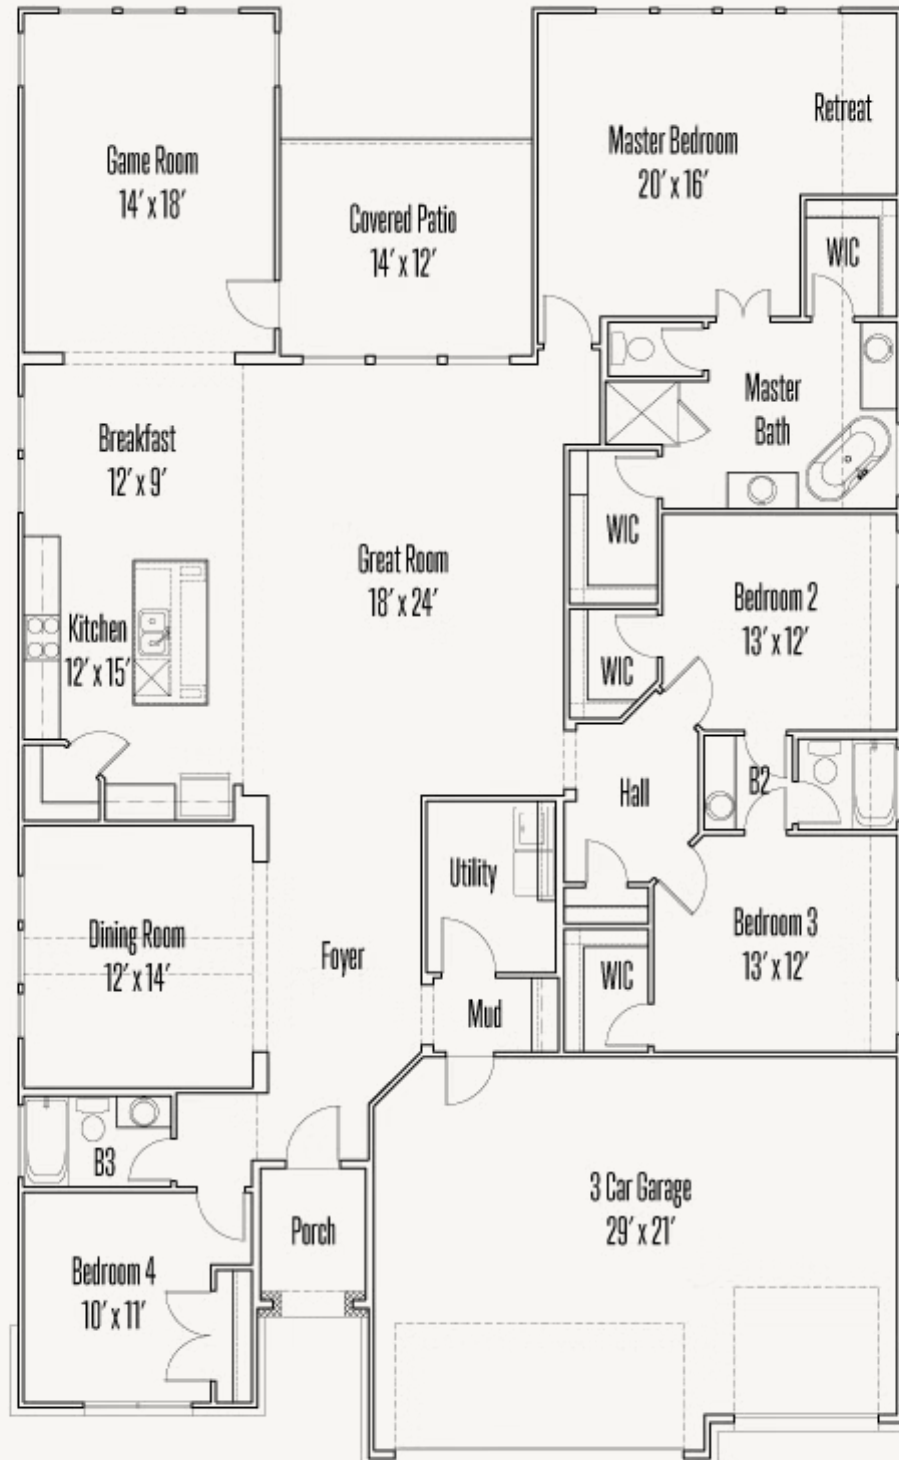 Game Room
14' x 18'
Covered Patio
14' x 12'
Master Bedroom
20' x 16'
Retreat
WIC
Master
Bath
Breakfast
12' x 9'
Great Room
18' x 24'
WIC
Kitchen
12' x 15'
WIC
Bedroom 2
13' x 12'
Hall
B2
Utility
Dining Room
12' x 14'
Foyer
Mud
WIC
Bedroom 3
13' x 12'
B3
Porch
3 Car Garage
29' x 21'
Bedroom 4
10' x 11'